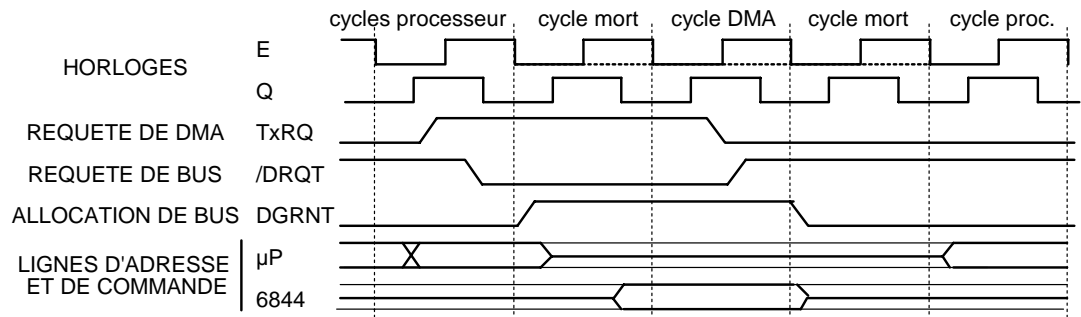 cycles processeur cycle mort cycle DMA cycle mort cycle proc.
HORLOGES
E
Q
REQUETE DE DMA TxRQ
REQUETE DE BUS /DRQT
ALLOCATION DE BUS DGRNT
LIGNES D'ADRESSE
ET DE COMMANDE
µP
6844